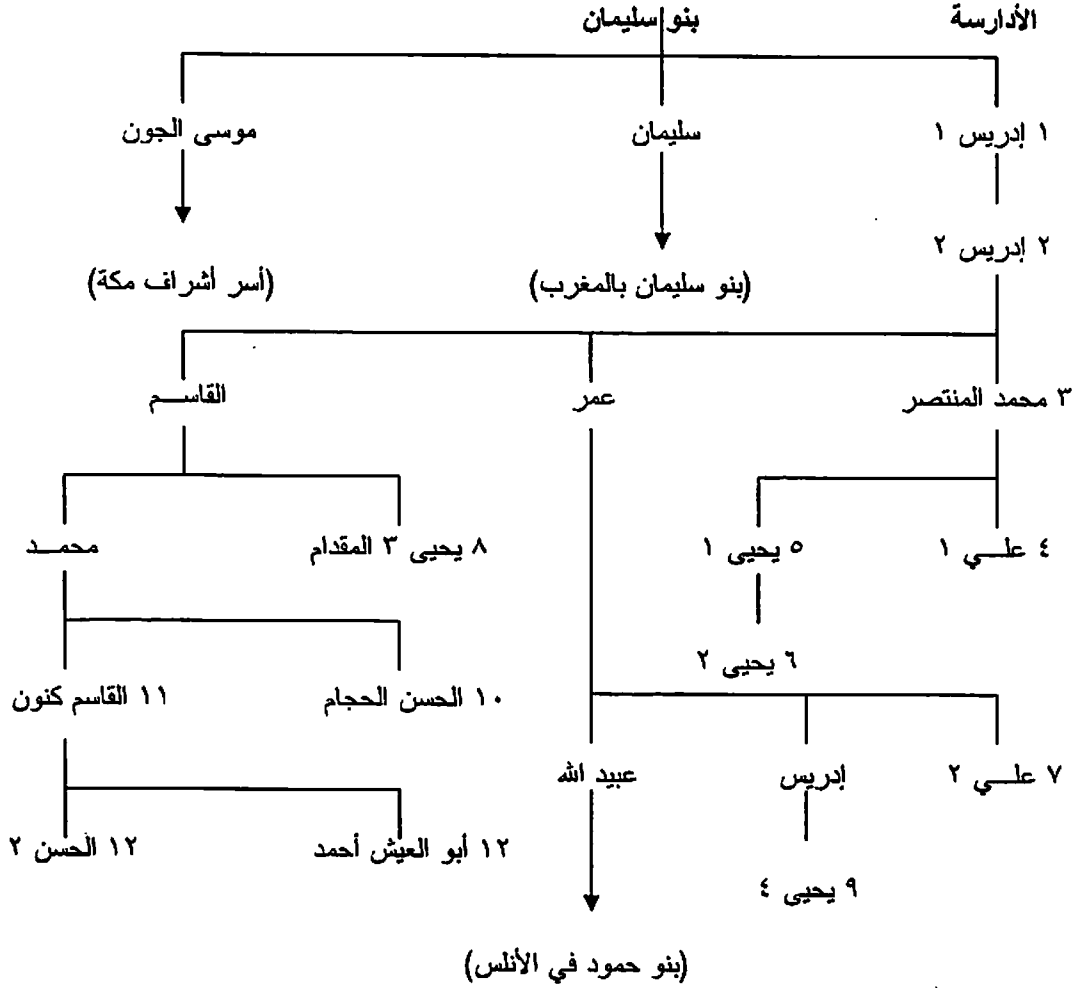 الأدارسة بنو سليمان
١ إدريس ١ سليمان موسى الجون
٢ إدريس ٢
(بنو سليمان بالمغرب) (أسر أشراف مكة)
٣ محمد المنتصر عمر القاسم
٤ علي ١ ٥ يحيى ١ ٨ يحيى ٣ المقدام محمد
٦ يحيى ٢
١٠ الحسن الحجام ١١ القاسم كنون
٧ علي ٢ إدريس عبيد الله
١٢ أبو العيش أحمد ١٢ الحسن ٢
٩ يحيى ٤
(بنو حمود في الأنلس)